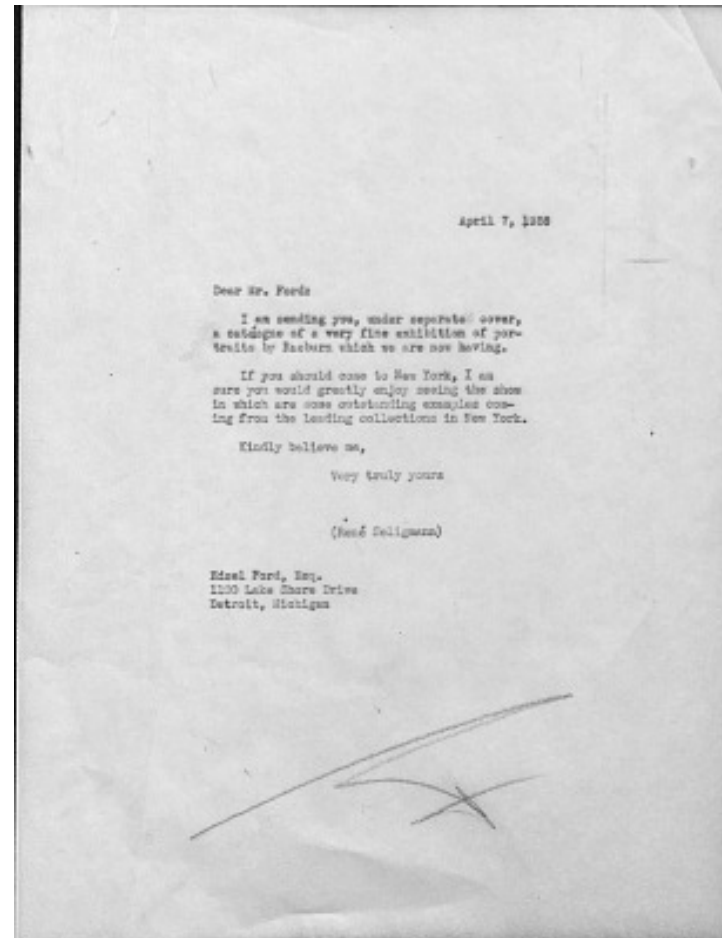 April 7, 1938
Dear Mr. Ford:
I am sending you, under separate cover,
a catalogue of a very fine exhibition of por-
traits by Raeburn which we are now having.
If you should come to New York, I am
sure you would greatly enjoy seeing the show
in which are some outstanding examples com-
ing from the leading collections in New York.
Kindly believe me,
Very truly yours
(René Seligmann)
Edsel Ford, Esq.
1100 Lake Shore Drive
Detroit, Michigan